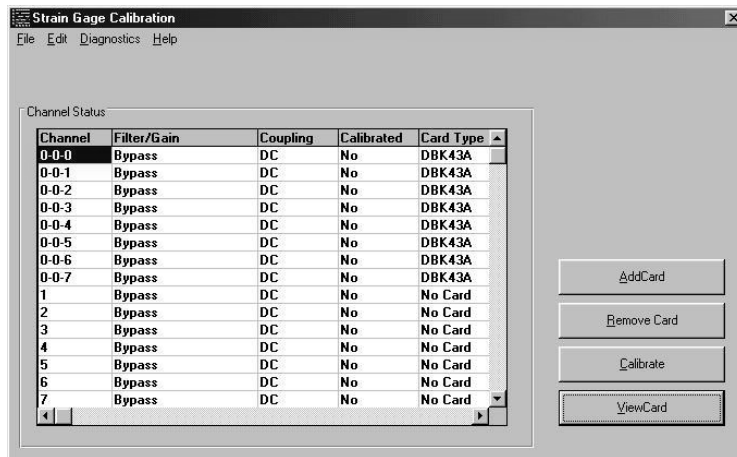 Strain Gage Calibration
File Edit Diagnostics Help
Channel Status
Channel Filter/Gain Coupling Calibrated Card Type
0-0-0 Bypass DC No DBK43A
0-0-1 Bypass DC No DBK43A
0-0-2 Bypass DC No DBK43A
0-0-3 Bypass DC No DBK43A
0-0-4 Bypass DC No DBK43A
0-0-5 Bypass DC No DBK43A
0-0-6 Bypass DC No DBK43A
0-0-7 Bypass DC No DBK43A
1 Bypass DC No No Card
2 Bypass DC No No Card
3 Bypass DC No No Card
4 Bypass DC No No Card
5 Bypass DC No No Card
6 Bypass DC No No Card
7 Bypass DC No No Card
AddCard
Remove Card
Calibrate
ViewCard